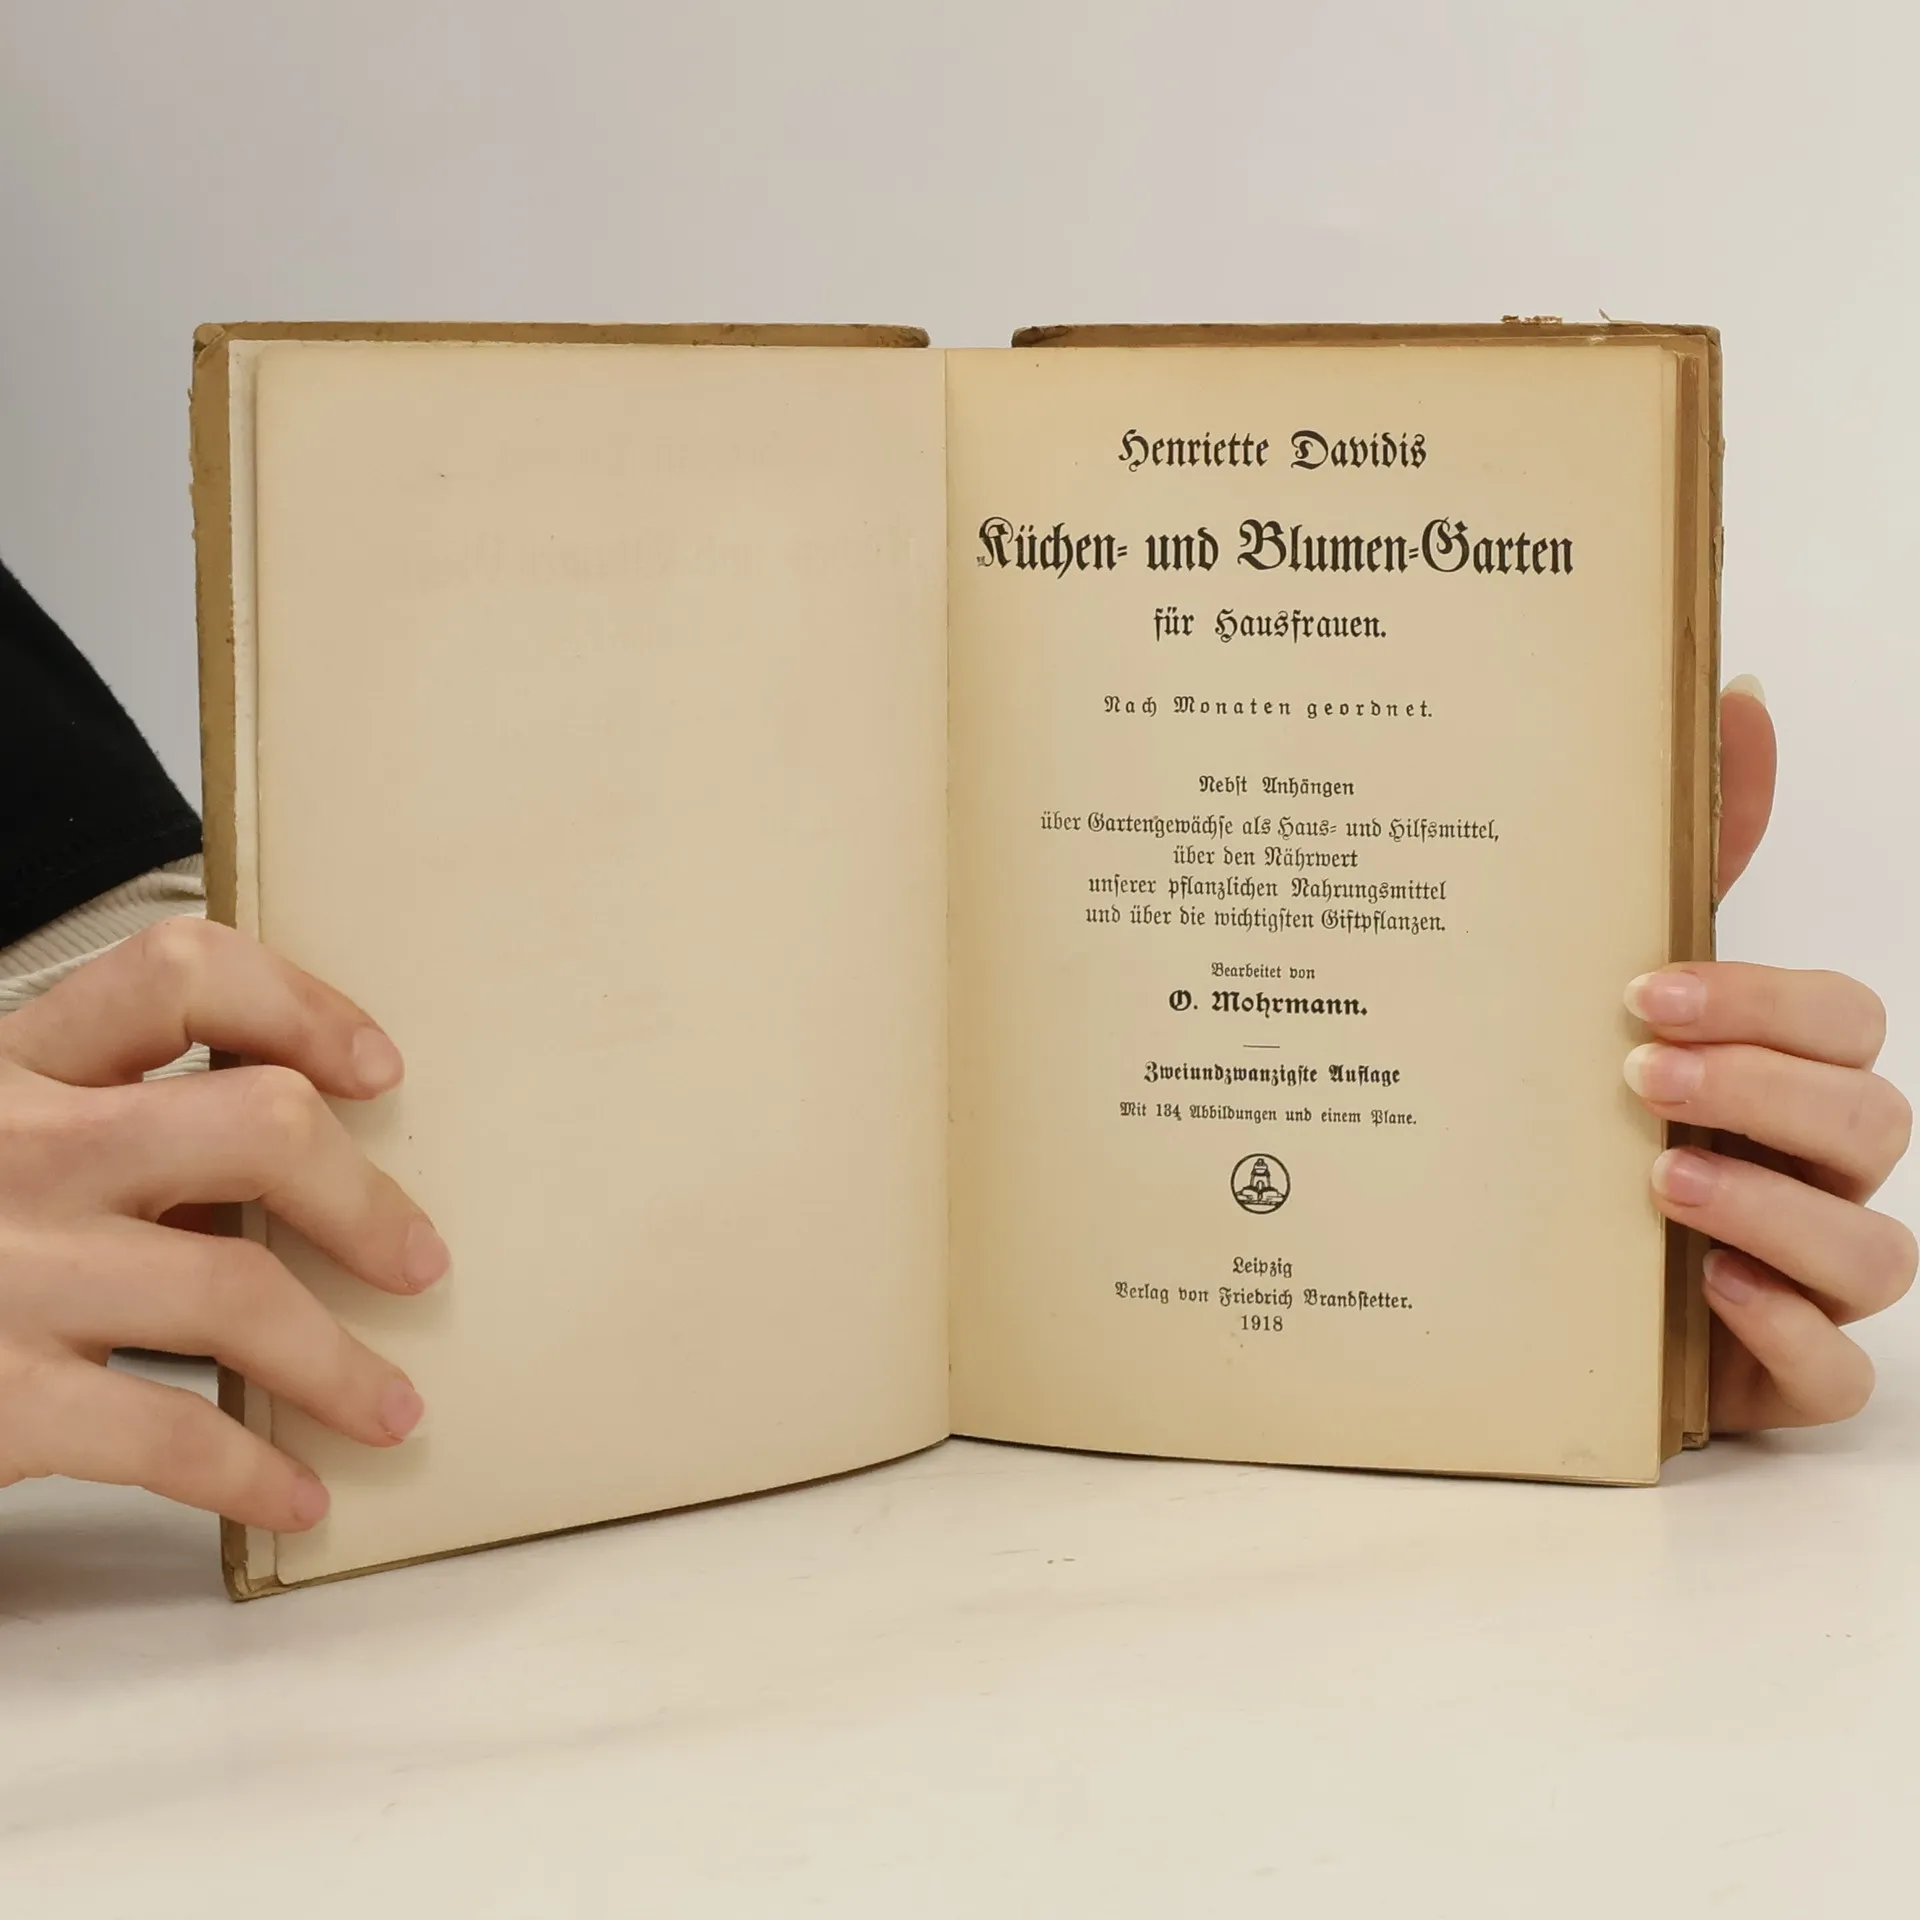 Henriette Davidis
Küchen- und Blumen-Garten
für Hausfrauen.
Nach Monaten geordnet.
Nebst Anhängen
über Gartengewächse als Haus- und Hilfsmittel,
über den Nährwert
unserer pflanzlichen Nahrungsmittel
und über die wichtigsten Giftpflanzen.
Bearbeitet von
O. Mohrmann.
Zweiundzwanzigste Auflage
Mit 134 Abbildungen und einem Plane.
Leipzig
Verlag von Friedrich Brandstetter.
1918